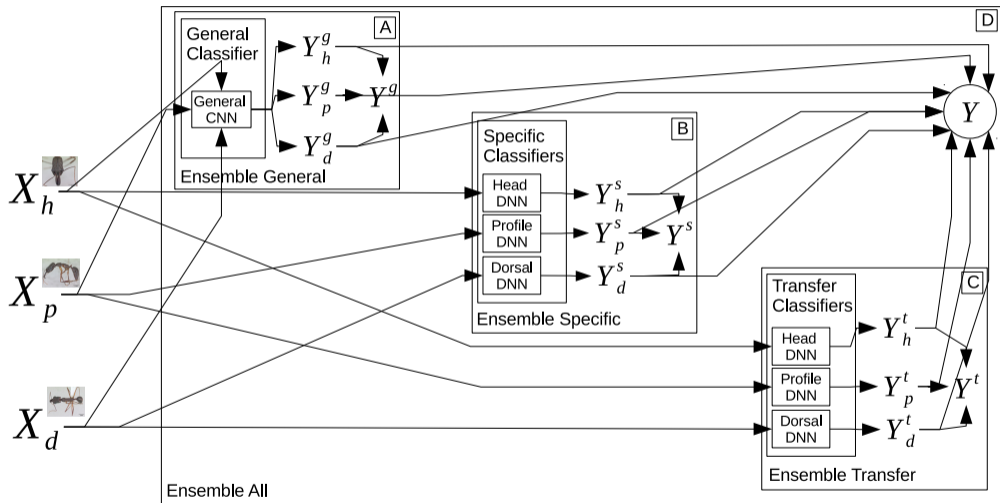 A
D
General
Classifier
General
CNN
Y^g_h
Y^g_p
Y^g
Y^g_d
Ensemble General
Y
B
Specific
Classifiers
Head
DNN
Y^s_h
Profile
DNN
Y^s_p
Y^s
Dorsal
DNN
Y^s_d
Ensemble Specific
X_h
X_p
X_d
C
Transfer
Classifiers
Head
DNN
Y^t_h
Profile
DNN
Y^t_p
Y^t
Dorsal
DNN
Y^t_d
Ensemble Transfer
Ensemble All